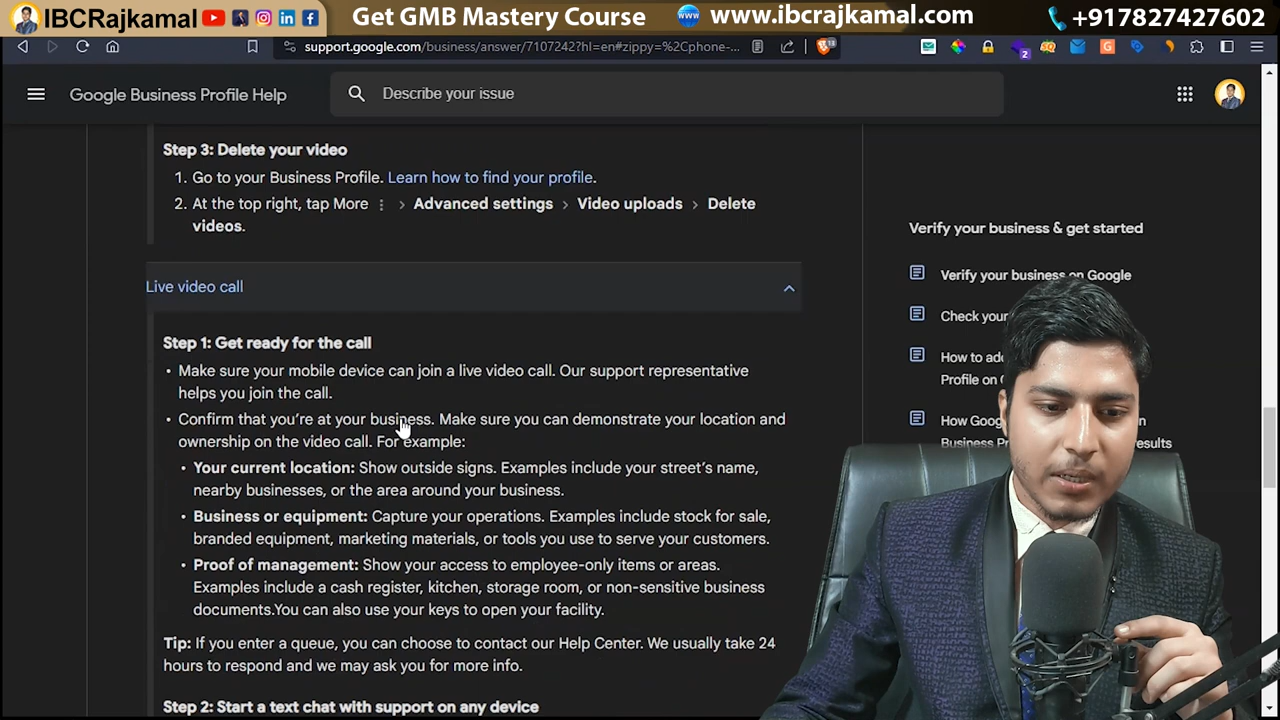 IBCRajkamal
Get GMB Mastery Course
www.ibcrajkamal.com
+917827427602
support.google.com/business/answer/7107242?hl=en#zippy=%2Cphone-...
18
2
G
Google Business Profile Help
Describe your issue
Step 3: Delete your video
1. Go to your Business Profile. Learn how to find your profile.
2. At the top right, tap More ⋮ > Advanced settings > Video uploads > Delete
videos.
Live video call
Step 1: Get ready for the call
• Make sure your mobile device can join a live video call. Our support representative
helps you join the call.
• Confirm that you're at your business. Make sure you can demonstrate your location and
ownership on the video call. For example:
• Your current location: Show outside signs. Examples include your street's name,
nearby businesses, or the area around your business.
• Business or equipment: Capture your operations. Examples include stock for sale,
branded equipment, marketing materials, or tools you use to serve your customers.
• Proof of management: Show your access to employee-only items or areas.
Examples include a cash register, kitchen, storage room, or non-sensitive business
documents.You can also use your keys to open your facility.
Tip: If you enter a queue, you can choose to contact our Help Center. We usually take 24
hours to respond and we may ask you for more info.
Step 2: Start a text chat with support on any device
Verify your business & get started
Verify your business on Google
Check your
How to add
Profile on
How Goog
Business Pr
results